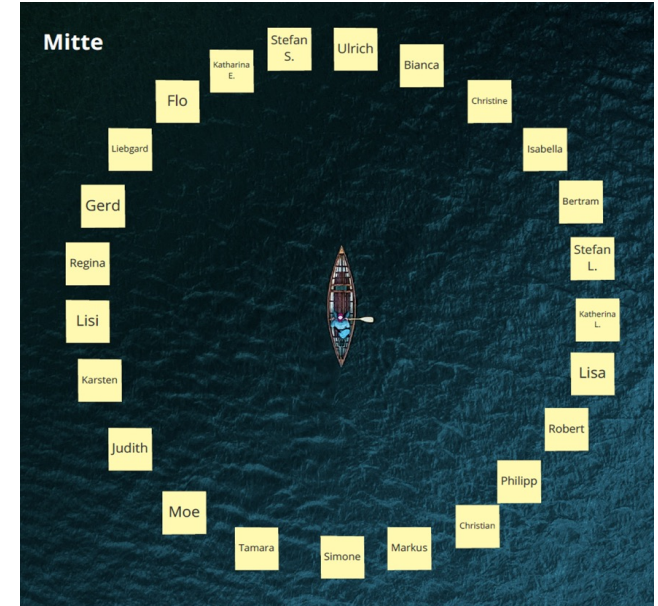 Mitte
Stefan
S.
Ulrich
Bianca
Katharina
E.
Christine
Flo
Isabella
Liebgard
Bertram
Gerd
Stefan
L.
Regina
Katherina
L.
Lisi
Lisa
Karsten
Robert
Judith
Philipp
Moe
Christian
Tamara
Markus
Simone